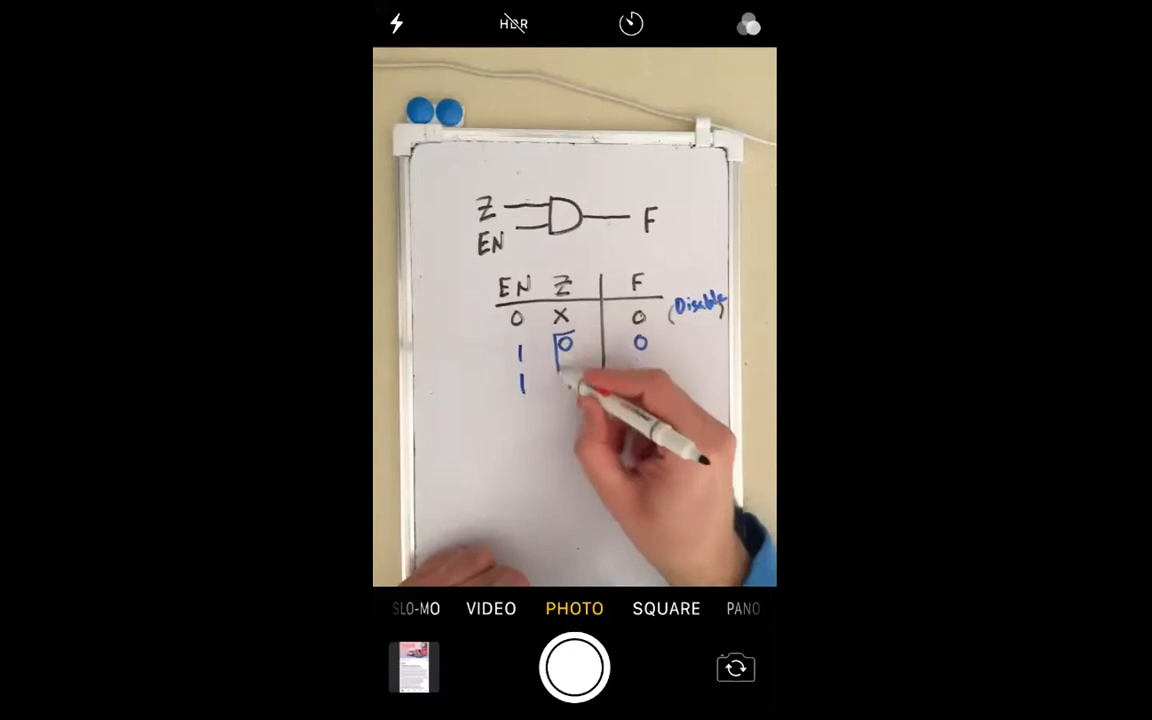 HDR
Z
EN
F
EN Z F
0 X 0 (Disable)
1 0 0
1
SLO-MO VIDEO PHOTO SQUARE PANO